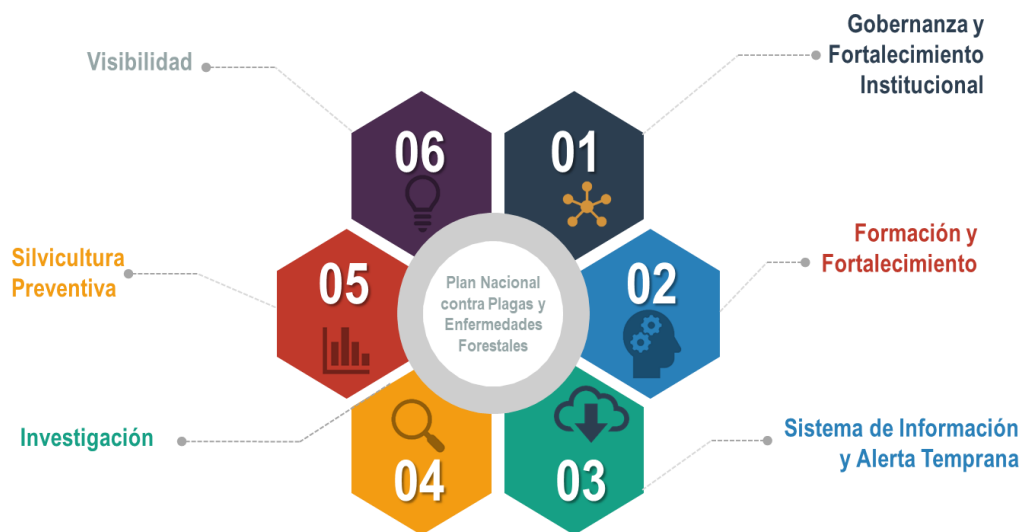 Visibilidad
Gobernanza y
Fortalecimiento
Institucional
06
01
Silvicultura
Preventiva
05
Plan Nacional
contra Plagas y
Enfermedades
Forestales
02
Formación y
Fortalecimiento
Investigación
04
03
Sistema de Información
y Alerta Temprana